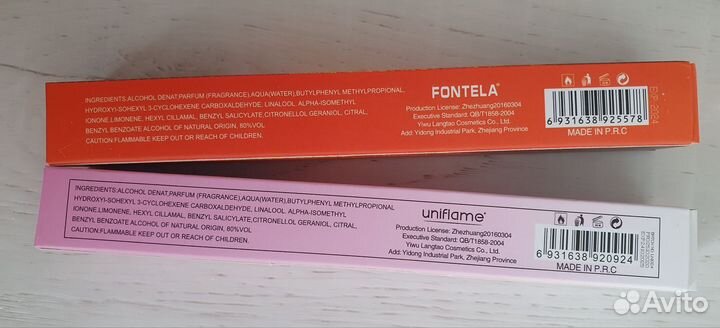 INGREDIENTS:ALCOHOL DENAT,PARFUM (FRAGRANCE),AQUA(WATER),BUTYLPHENYL METHYLPROPIONAL,
HYDROXYI-SOHEXYL 3-CYCLOHEXENE CARBOXALDEHYDE, LINALOOL ALPHA-ISOMETHYL
IONONE,LIMONENE, HEXYL CILLAMAL, BENZYL SALICYLATE,CITRONELLOL GERANIOL, CITRAL,
BENZYL BENZOATE ALCOHOL OF NATURAL ORIGIN, 80%VOL
CAUTION:FLAMMABLE KEEP OUT OR REACH OF CHILDREN.
FONTELA®
Production License: Zhezhuang20160304
Executive Standard: QB/T1858-2004
Yiwu Langtao Cosmetics Co., Ltd.
Add: Yidong Industrial Park, Zhejiang Province
6 931638 925578
MADE IN P.R.C
INGREDIENTS:ALCOHOL DENAT,PARFUM (FRAGRANCE),AQUA(WATER),BUTYLPHENYL METHYLPROPIONAL
HYDROXYI-SOHEXYL 3-CYCLOHEXENE CARBOXALDEHYDE, LINALOOL ALPHA-ISOMETHYL
IONONE,LIMONENE, HEXYL CILLAMAL, BENZYL SALICYLATE,CITRONELLOL GERANIOL, CITRAL,
BENZYL BENZOATE ALCOHOL OF NATURAL ORIGIN, 80%VOL
CAUTION:FLAMMABLE KEEP OUT OR REACH OF CHILDREN.
uniflame®
Production License: Zhezhuang20160304
Executive Standard: QB/T1858-2004
Yiwu Langtao Cosmetics Co., Ltd.
Add: Yidong Industrial Park, Zhejiang Province
6 931638 920924
MADE IN P.R.C
Avito